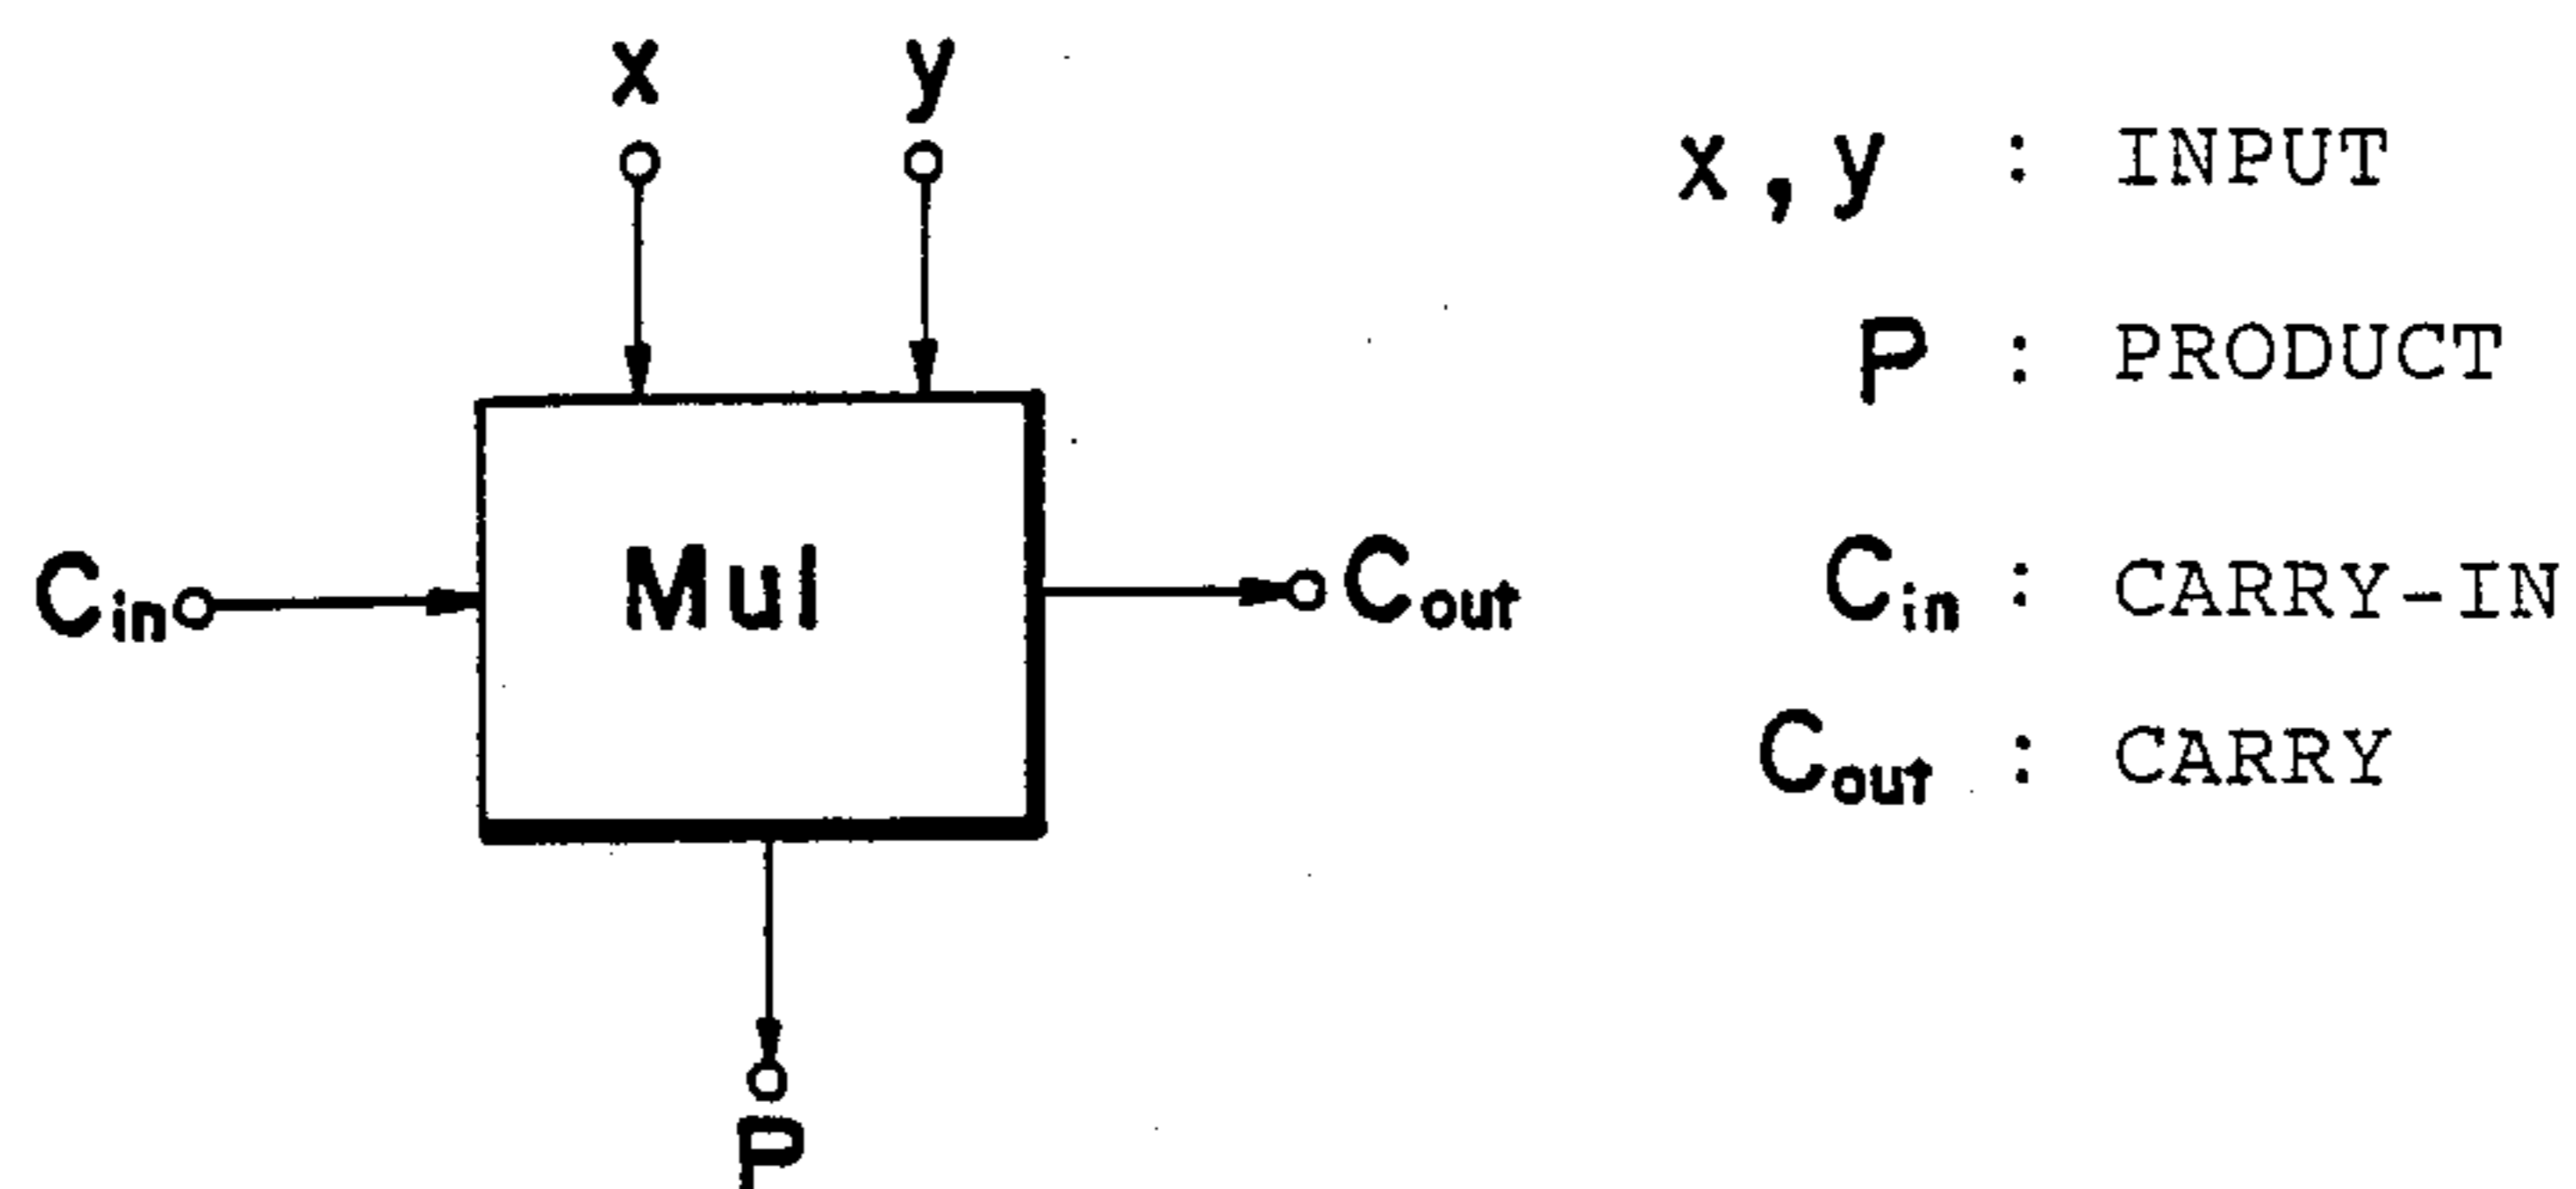 x y
x , y : INPUT
P : PRODUCT
Cin Mul Cout
Cin : CARRY-IN
Cout : CARRY
P